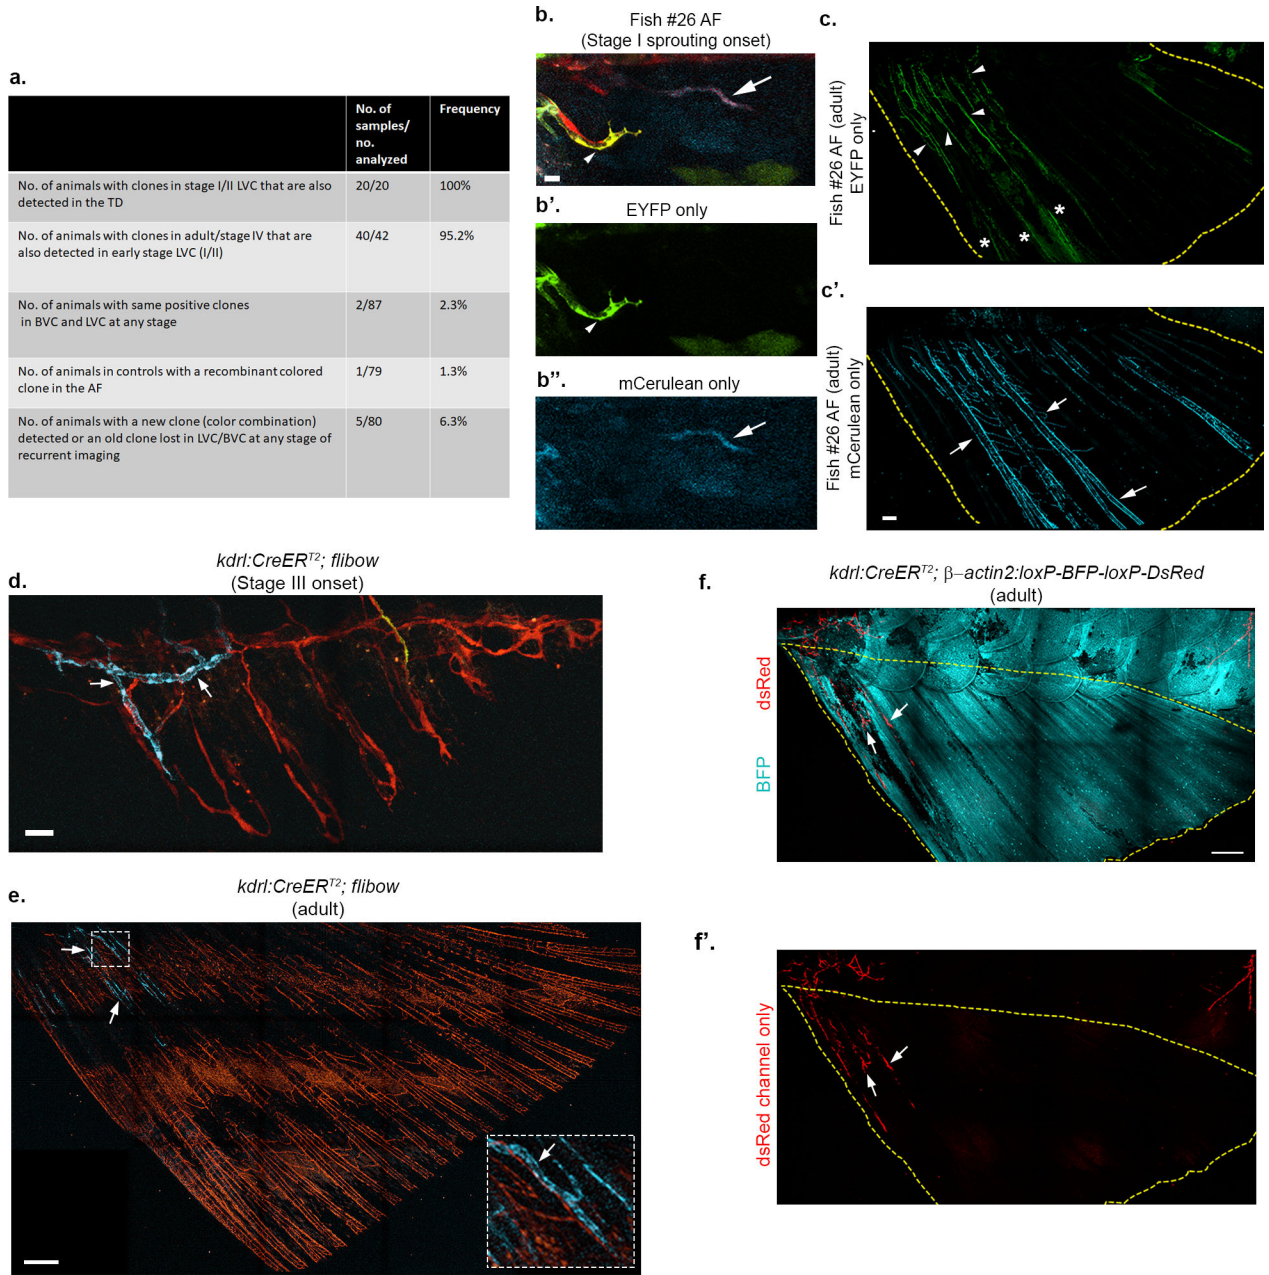 a.
No. of samples/ no. analyzed
Frequency
No. of animals with clones in stage I/II LVC that are also
detected in the TD
20/20
100%
No. of animals with clones in adult/stage IV that are
also detected in early stage LVC (I/II)
40/42
95.2%
No. of animals with same positive clones
in BVC and LVC at any stage
2/87
2.3%
No. of animals in controls with a recombinant colored
clone in the AF
1/79
1.3%
No. of animals with a new clone (color combination)
detected or an old clone lost in LVC/BVC at any stage of
recurrent imaging
5/80
6.3%
b.
Fish #26 AF
(Stage I sprouting onset)
b'.
EYFP only
b''.
mCerulean only
c.
Fish #26 AF (adult)
EYFP only
*
*
*
c'.
Fish #26 AF (adult)
mCerulean only
d.
kdrl:CreERT2; flibow
(Stage III onset)
e.
kdrl:CreERT2; flibow
(adult)
f.
kdrl:CreERT2; β–actin2:loxP-BFP-loxP-DsRed
(adult)
BFP
dsRed
f'.
dsRed channel only